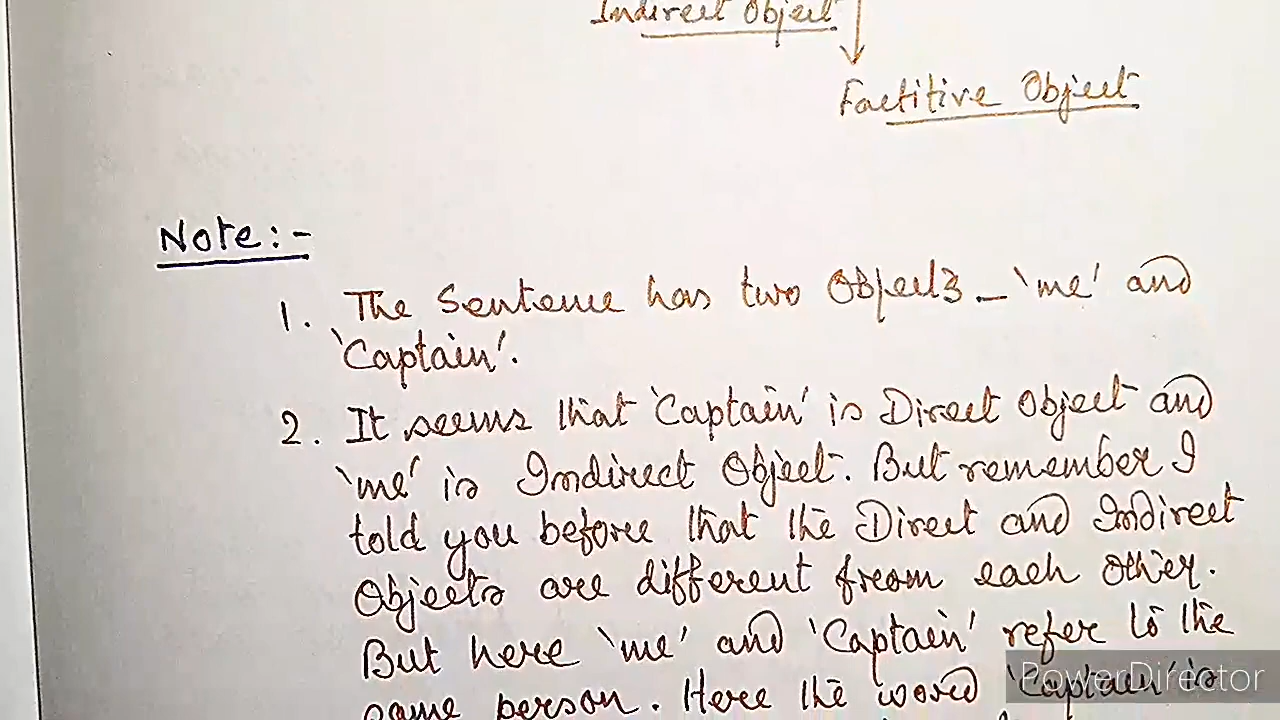 Indirect Object
Factitive Object
Note:-
1. The Sentence has two Objects - 'me' and
'Captain'.
2. It seems that 'Captain' is Direct Object and
'me' is Indirect Object. But remember I
told you before that the Direct and Indirect
Objects are different from each other.
But here 'me' and 'Captain' refer to the
same person. Here the word 'Captain' is
PowerDirector